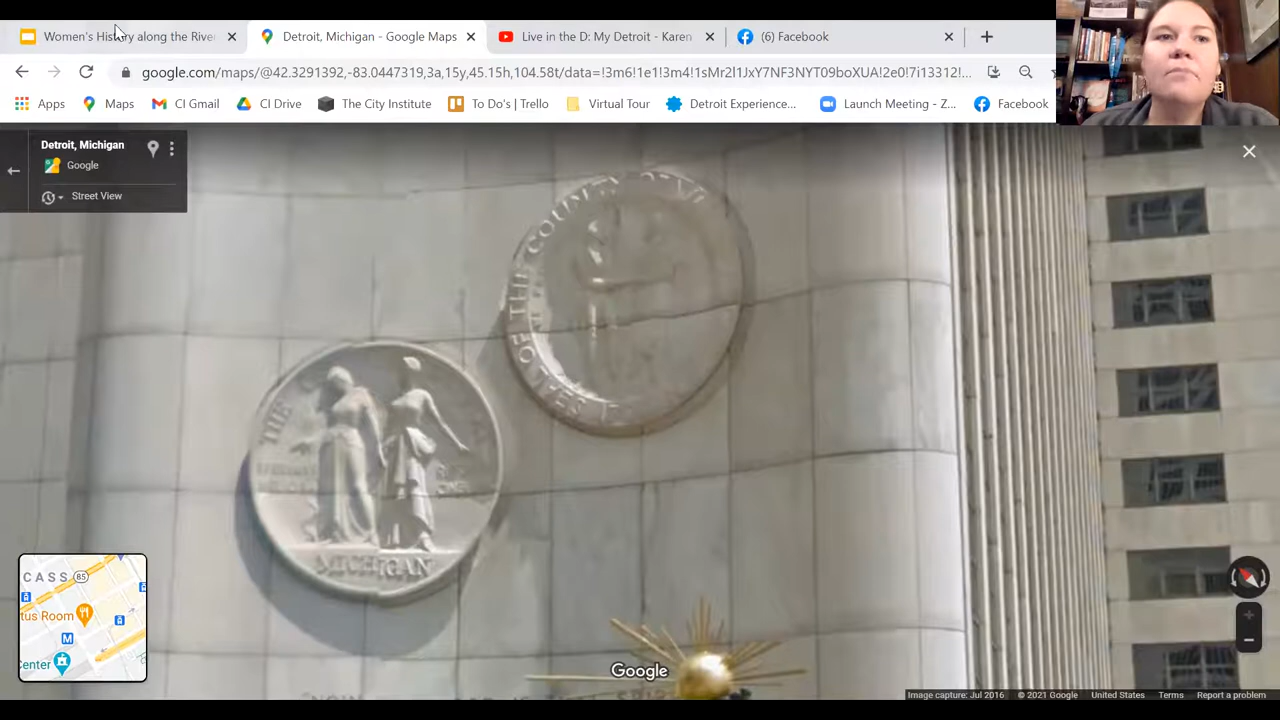 Women's History along the River
Detroit, Michigan - Google Maps
Live in the D: My Detroit - Karen
(6) Facebook
google.com/maps/@42.3291392,-83.0447319,3a,15y,45.15h,104.58t/data=!3m6!1e1!3m4!1sMr2l1JxY7NF3NYT09boXUA!2e0!7i13312!...
Apps
Maps
CI Gmail
CI Drive
The City Institute
To Do's | Trello
Virtual Tour
Detroit Experience...
Launch Meeting - Z...
Facebook
Detroit, Michigan
Google
Street View
OF THE COUNTY OF
THE
MICHIGAN
CASS 85
tus Room
M
Center
Google
Image capture: Jul 2016 © 2021 Google United States Terms Report a problem